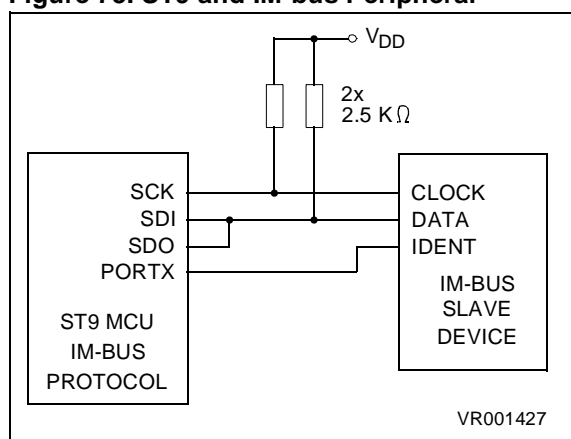 ST9 and IM-bus Peripheral
VDD
2x
2.5 KΩ
SCK
SDI
SDO
PORTX
ST9 MCU
IM-BUS
PROTOCOL
CLOCK
DATA
IDENT
IM-BUS
SLAVE
DEVICE
VR001427